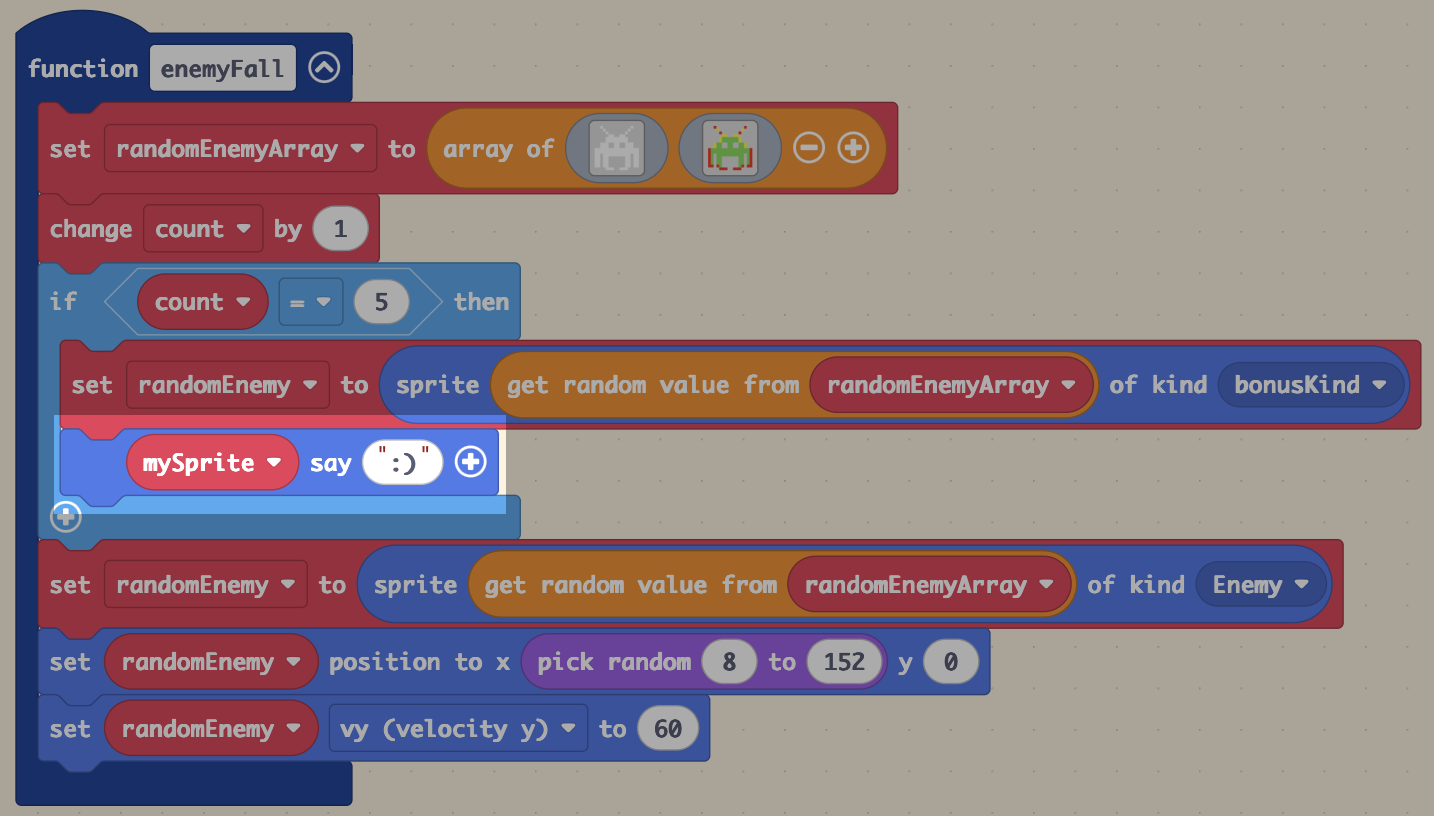 function enemyFall
set randomEnemyArray to array of
change count by 1
if count = 5 then
set randomEnemy to sprite get random value from randomEnemyArray of kind bonusKind
mySprite say ":)"
set randomEnemy to sprite get random value from randomEnemyArray of kind Enemy
set randomEnemy position to x pick random 8 to 152 y 0
set randomEnemy vy (velocity y) to 60